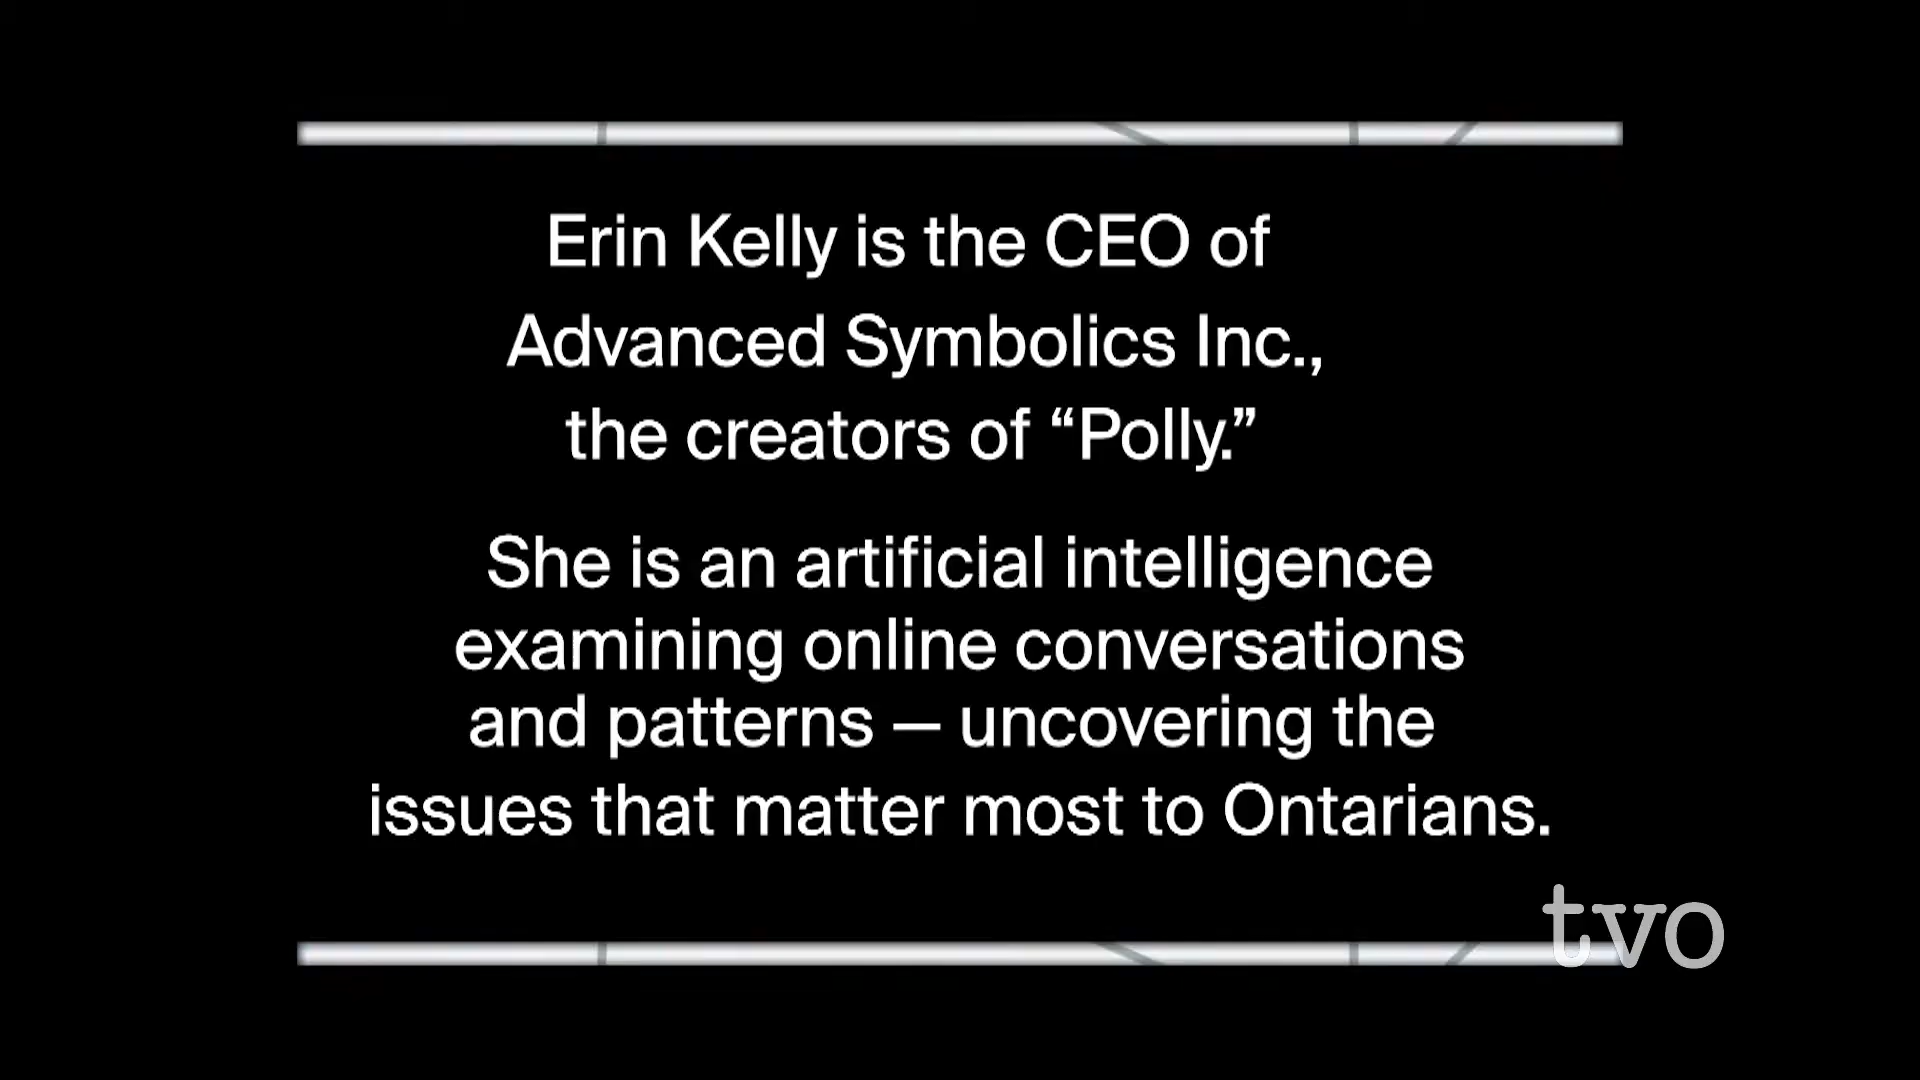 Erin Kelly is the CEO of
Advanced Symbolics Inc.,
the creators of “Polly.”
She is an artificial intelligence
examining online conversations
and patterns — uncovering the
issues that matter most to Ontarians.
tvo